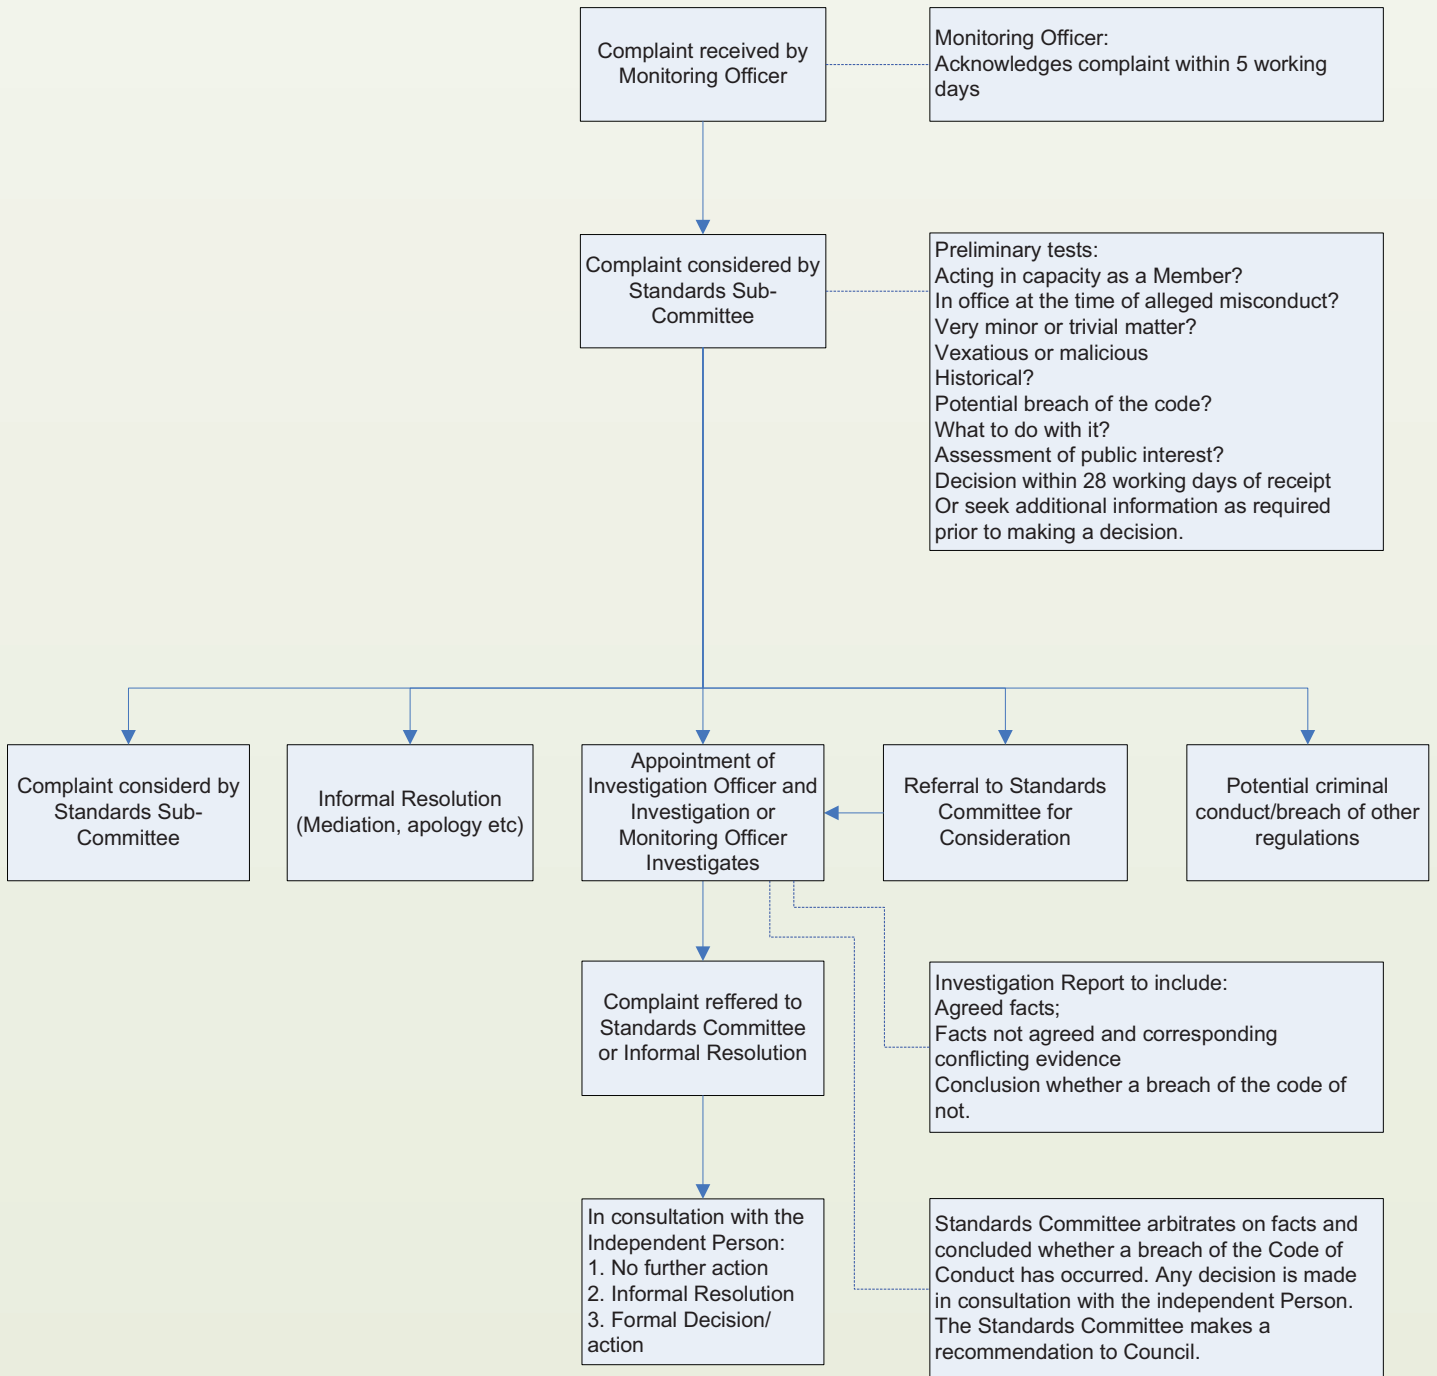 Complaint received by
Monitoring Officer
Monitoring Officer:
Acknowledges complaint within 5 working
days
Complaint considered by
Standards Sub-
Committee
Preliminary tests:
Acting in capacity as a Member?
In office at the time of alleged misconduct?
Very minor or trivial matter?
Vexatious or malicious
Historical?
Potential breach of the code?
What to do with it?
Assessment of public interest?
Decision within 28 working days of receipt
Or seek additional information as required
prior to making a decision.
Complaint considerd by
Standards Sub-
Committee
Informal Resolution
(Mediation, apology etc)
Appointment of
Investigation Officer and
Investigation or
Monitoring Officer
Investigates
Referral to Standards
Committee for
Consideration
Potential criminal
conduct/breach of other
regulations
Complaint reffered to
Standards Committee
or Informal Resolution
Investigation Report to include:
Agreed facts;
Facts not agreed and corresponding
conflicting evidence
Conclusion whether a breach of the code of
not.
In consultation with the
Independent Person:
1. No further action
2. Informal Resolution
3. Formal Decision/
action
Standards Committee arbitrates on facts and
concluded whether a breach of the Code of
Conduct has occurred. Any decision is made
in consultation with the independent Person.
The Standards Committee makes a
recommendation to Council.